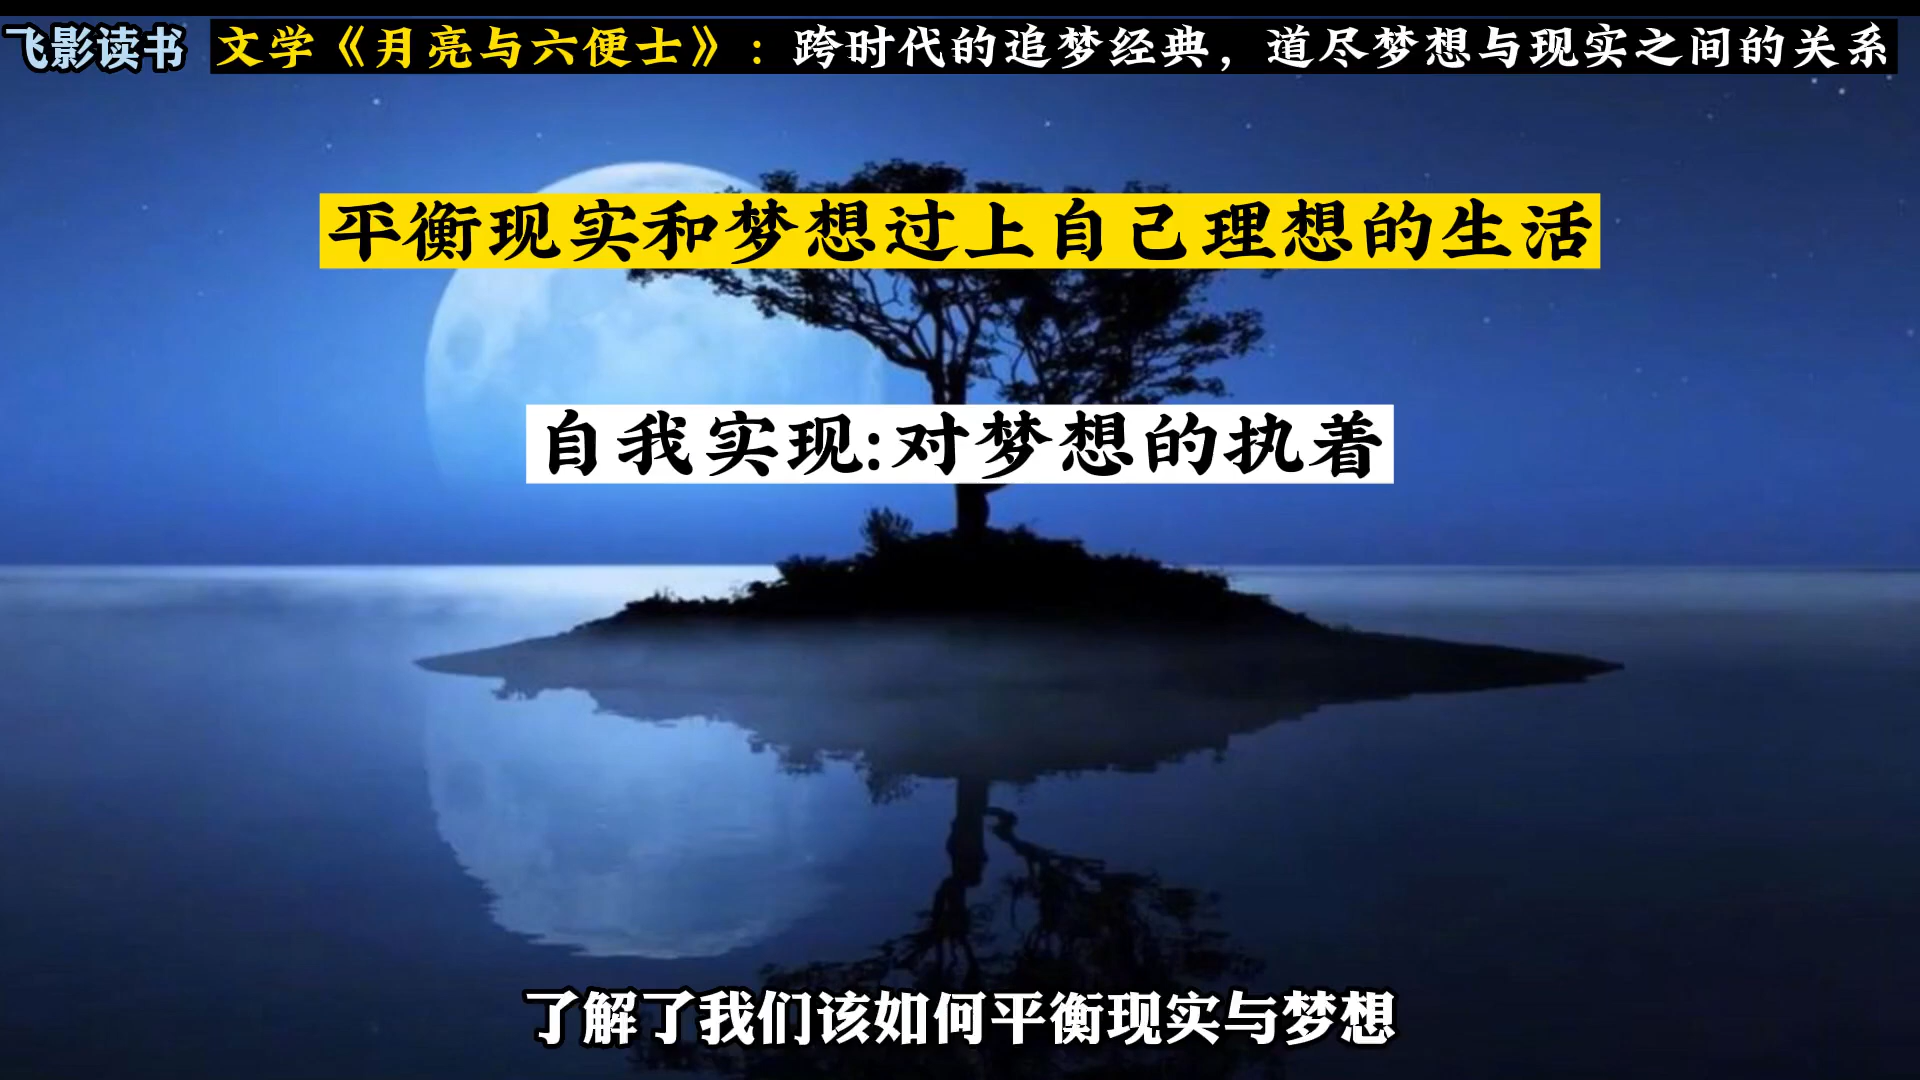 飞影读书 文学《月亮与六便士》：跨时代的追梦经典，道尽梦想与现实之间的关系
平衡现实和梦想过上自己理想的生活
自我实现:对梦想的执着
了解了我们该如何平衡现实与梦想